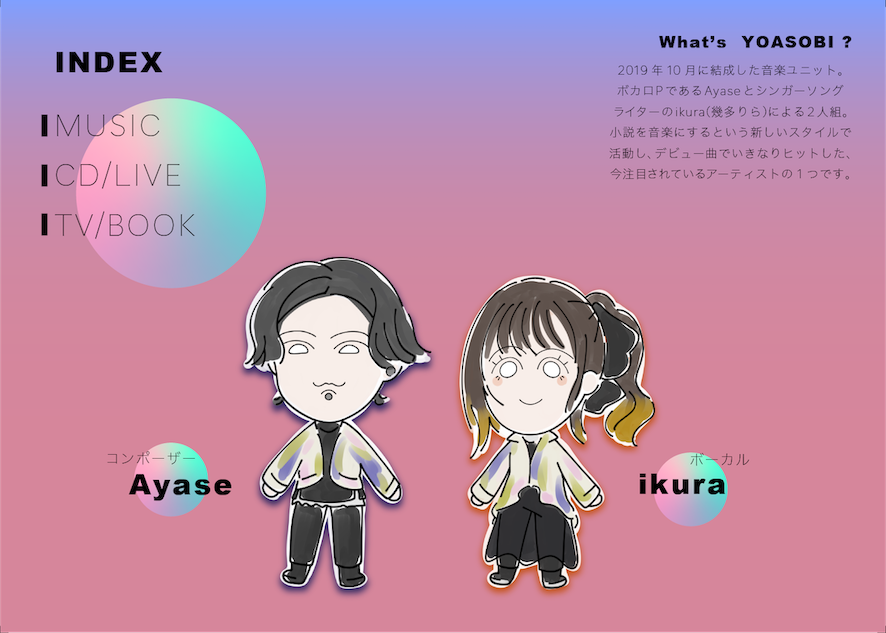 INDEX
MUSIC
CD/LIVE
TV/BOOK
What's YOASOBI ?
2019年10月に結成した音楽ユニット。
ボカロPであるAyaseとシンガーソング
ライターのikura(幾多りら)による2人組。
小説を音楽にするという新しいスタイルで
活動し、デビュー曲でいきなりヒットした、
今注目されているアーティストの1つです。
コンポーザー
Ayase
ボーカル
ikura